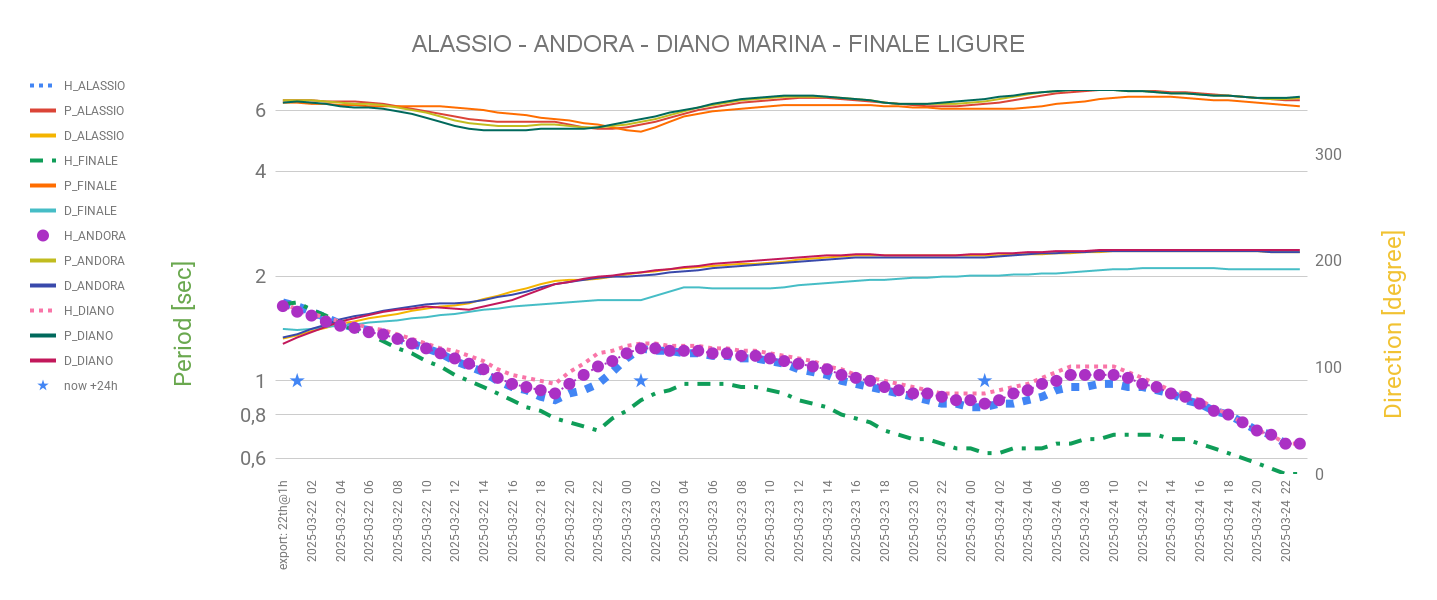 ALASSIO - ANDORA - DIANO MARINA - FINALE LIGURE
H_ALASSIO
P_ALASSIO
D_ALASSIO
H_FINALE
P_FINALE
D_FINALE
H_ANDORA
P_ANDORA
D_ANDORA
H_DIANO
P_DIANO
D_DIANO
now +24h
Period [sec]
6
4
2
1
0,8
0,6
300
200
100
0
Direction [degree]
export: 22th@1h
2025-03-22 02
2025-03-22 04
2025-03-22 06
2025-03-22 08
2025-03-22 10
2025-03-22 12
2025-03-22 14
2025-03-22 16
2025-03-22 18
2025-03-22 20
2025-03-22 22
2025-03-23 00
2025-03-23 02
2025-03-23 04
2025-03-23 06
2025-03-23 08
2025-03-23 10
2025-03-23 12
2025-03-23 14
2025-03-23 16
2025-03-23 18
2025-03-23 20
2025-03-23 22
2025-03-24 00
2025-03-24 02
2025-03-24 04
2025-03-24 06
2025-03-24 08
2025-03-24 10
2025-03-24 12
2025-03-24 14
2025-03-24 16
2025-03-24 18
2025-03-24 20
2025-03-24 22